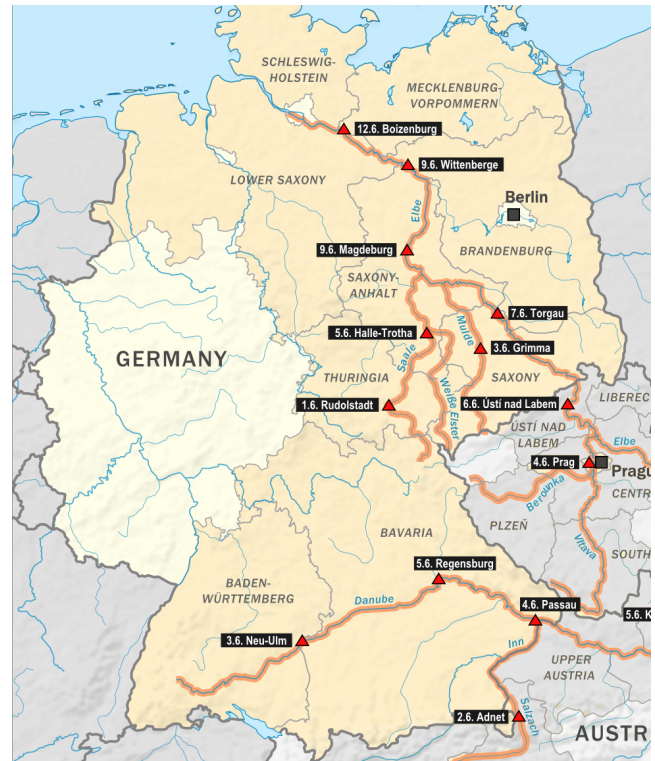 SCHLESWIG-
HOLSTEIN
MECKLENBURG-
VORPOMMERN
12.6. Boizenburg
9.6. Wittenberge
LOWER SAXONY
Elbe
Berlin
9.6. Magdeburg
BRANDENBURG
SAXONY-
ANHALT
7.6. Torgau
Mulde
5.6. Halle-Trotha
3.6. Grimma
GERMANY
Saale
THURINGIA
Weiße Elster
SAXONY
1.6. Rudolstadt
6.6. Ústí nad Labem
LIBEREC
ÚSTÍ NAD
LABEM
Elbe
4.6. Prag
Pragu
Berounka
CENTR
PLZEŇ
Vltava
BAVARIA
SOUTH
5.6. Regensburg
BADEN-
WÜRTTEMBERG
Danube
4.6. Passau
5.6. K
3.6. Neu-Ulm
Inn
UPPER
AUSTRIA
2.6. Adnet
Salzach
AUSTR